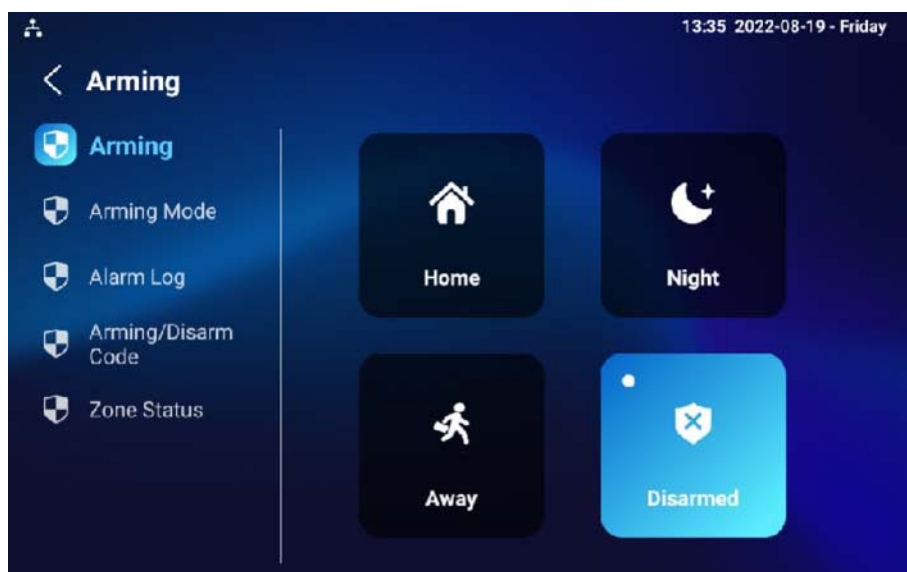 13:35 2022-08-19 - Friday
Arming
Arming
Arming Mode
Alarm Log
Arming/Disarm
Code
Zone Status
Home
Night
Away
Disarmed